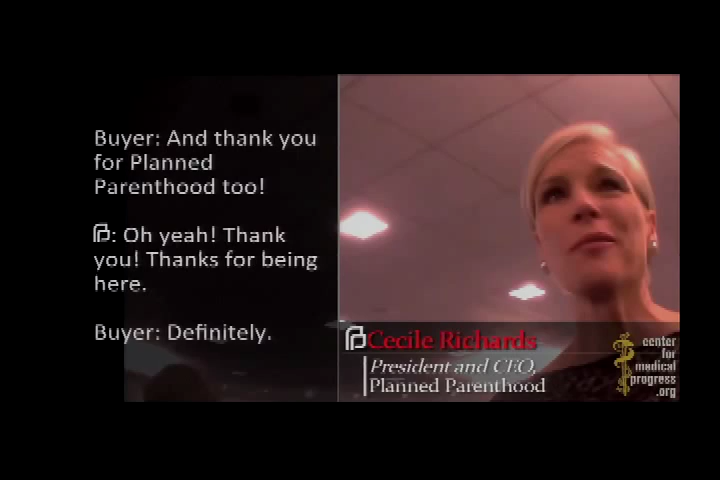 Buyer: And thank you
for Planned
Parenthood too!
: Oh yeah! Thank
you! Thanks for being
here.
Buyer: Definitely.
Cecile Richards
President and CEO,
Planned Parenthood
center
for
medical
progress
.org